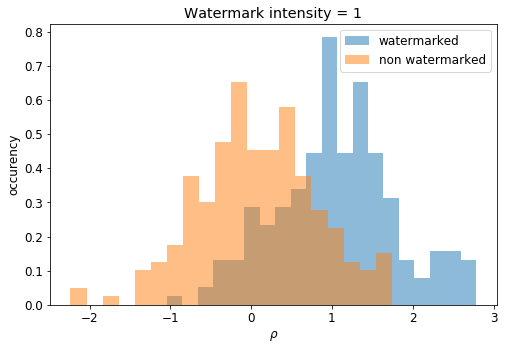 Watermark intensity = 1
watermarked
non watermarked
occurency
0.8
0.7
0.6
0.5
0.4
0.3
0.2
0.1
0.0
−2 −1 0 1 2 3
ρ